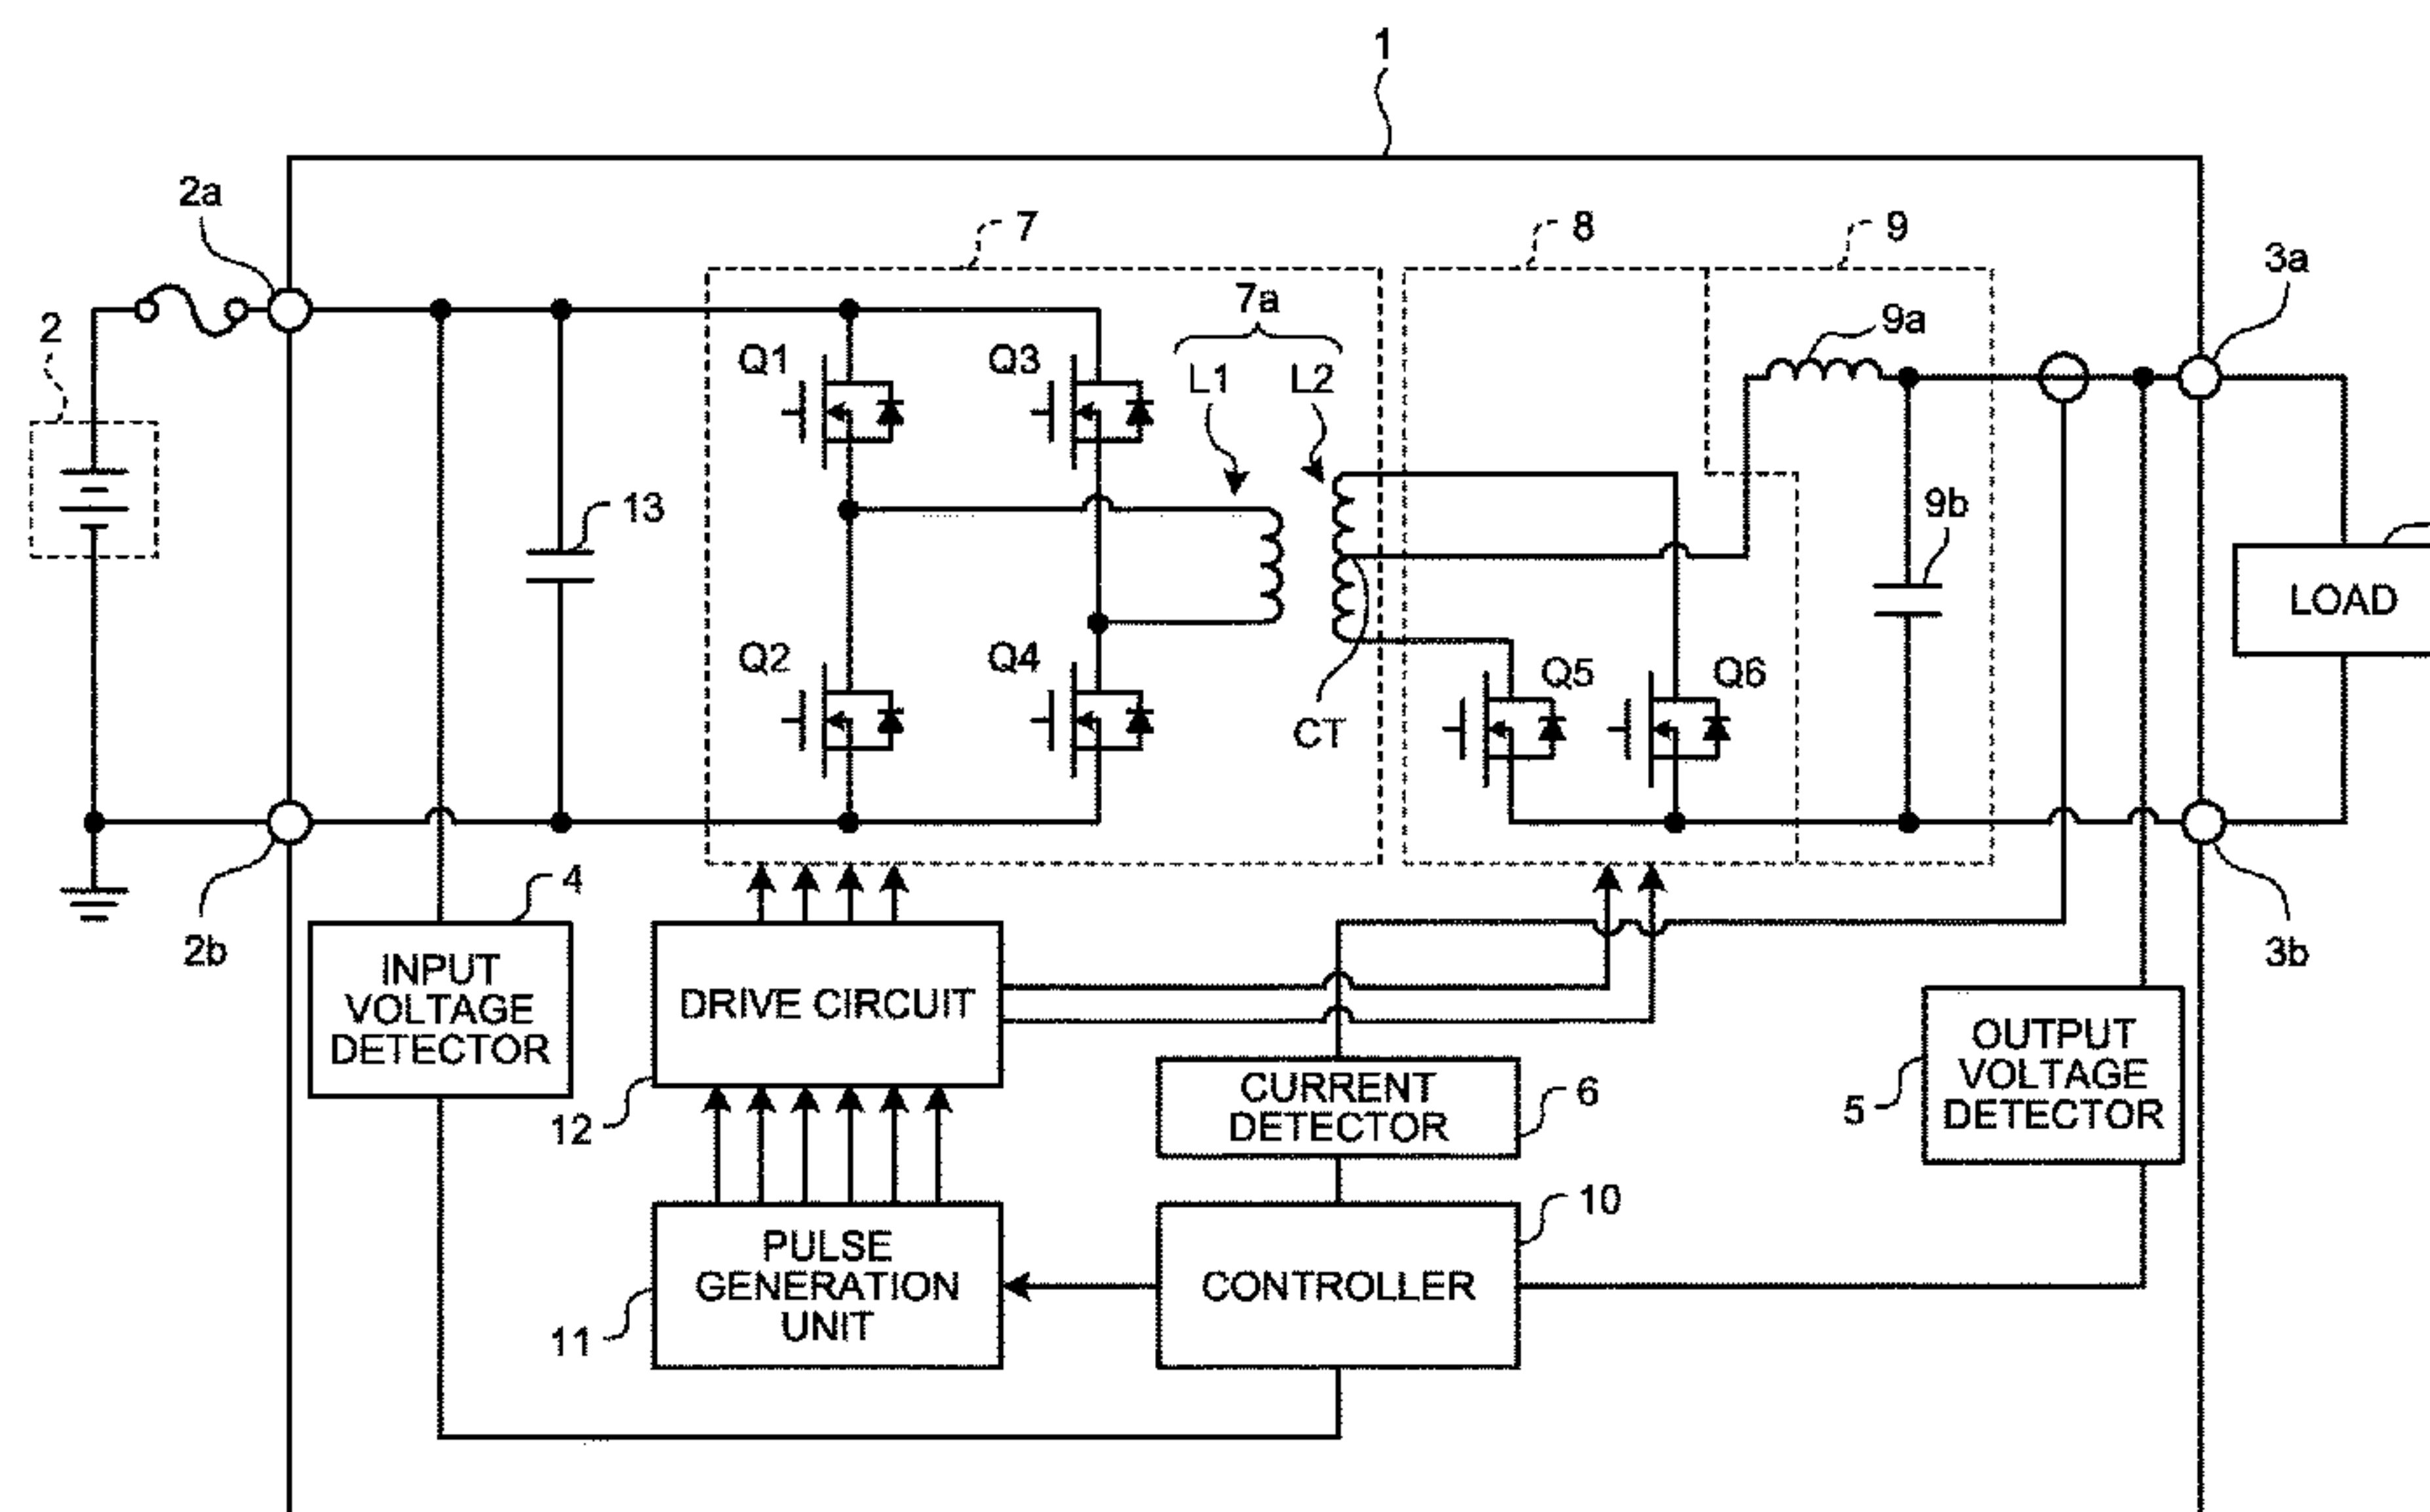 1
2a
7
8
9
3a
7a
9a
2
Q1
Q3
L1
L2
13
9b
LOAD
Q2
Q4
Q5
Q6
CT
4
2b
3b
INPUT
VOLTAGE
DETECTOR
DRIVE CIRCUIT
OUTPUT
VOLTAGE
DETECTOR
5
12
CURRENT
DETECTOR
6
10
PULSE
GENERATION
UNIT
11
CONTROLLER